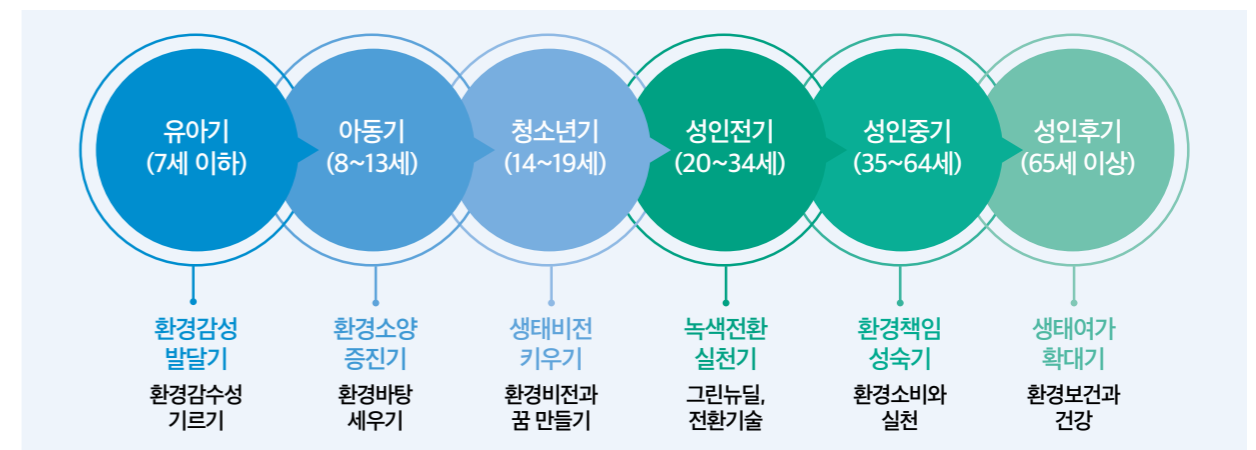 유아기
(7세 이하)
아동기
(8~13세)
청소년기
(14~19세)
성인전기
(20~34세)
성인중기
(35~64세)
성인후기
(65세 이상)
환경감성
발달기
환경감수성
기르기
환경소양
증진기
환경바탕
세우기
생태비전
키우기
환경비전과
꿈 만들기
녹색전환
실천기
그린뉴딜,
전환기술
환경책임
성숙기
환경소비와
실천
생태여가
확대기
환경보건과
건강